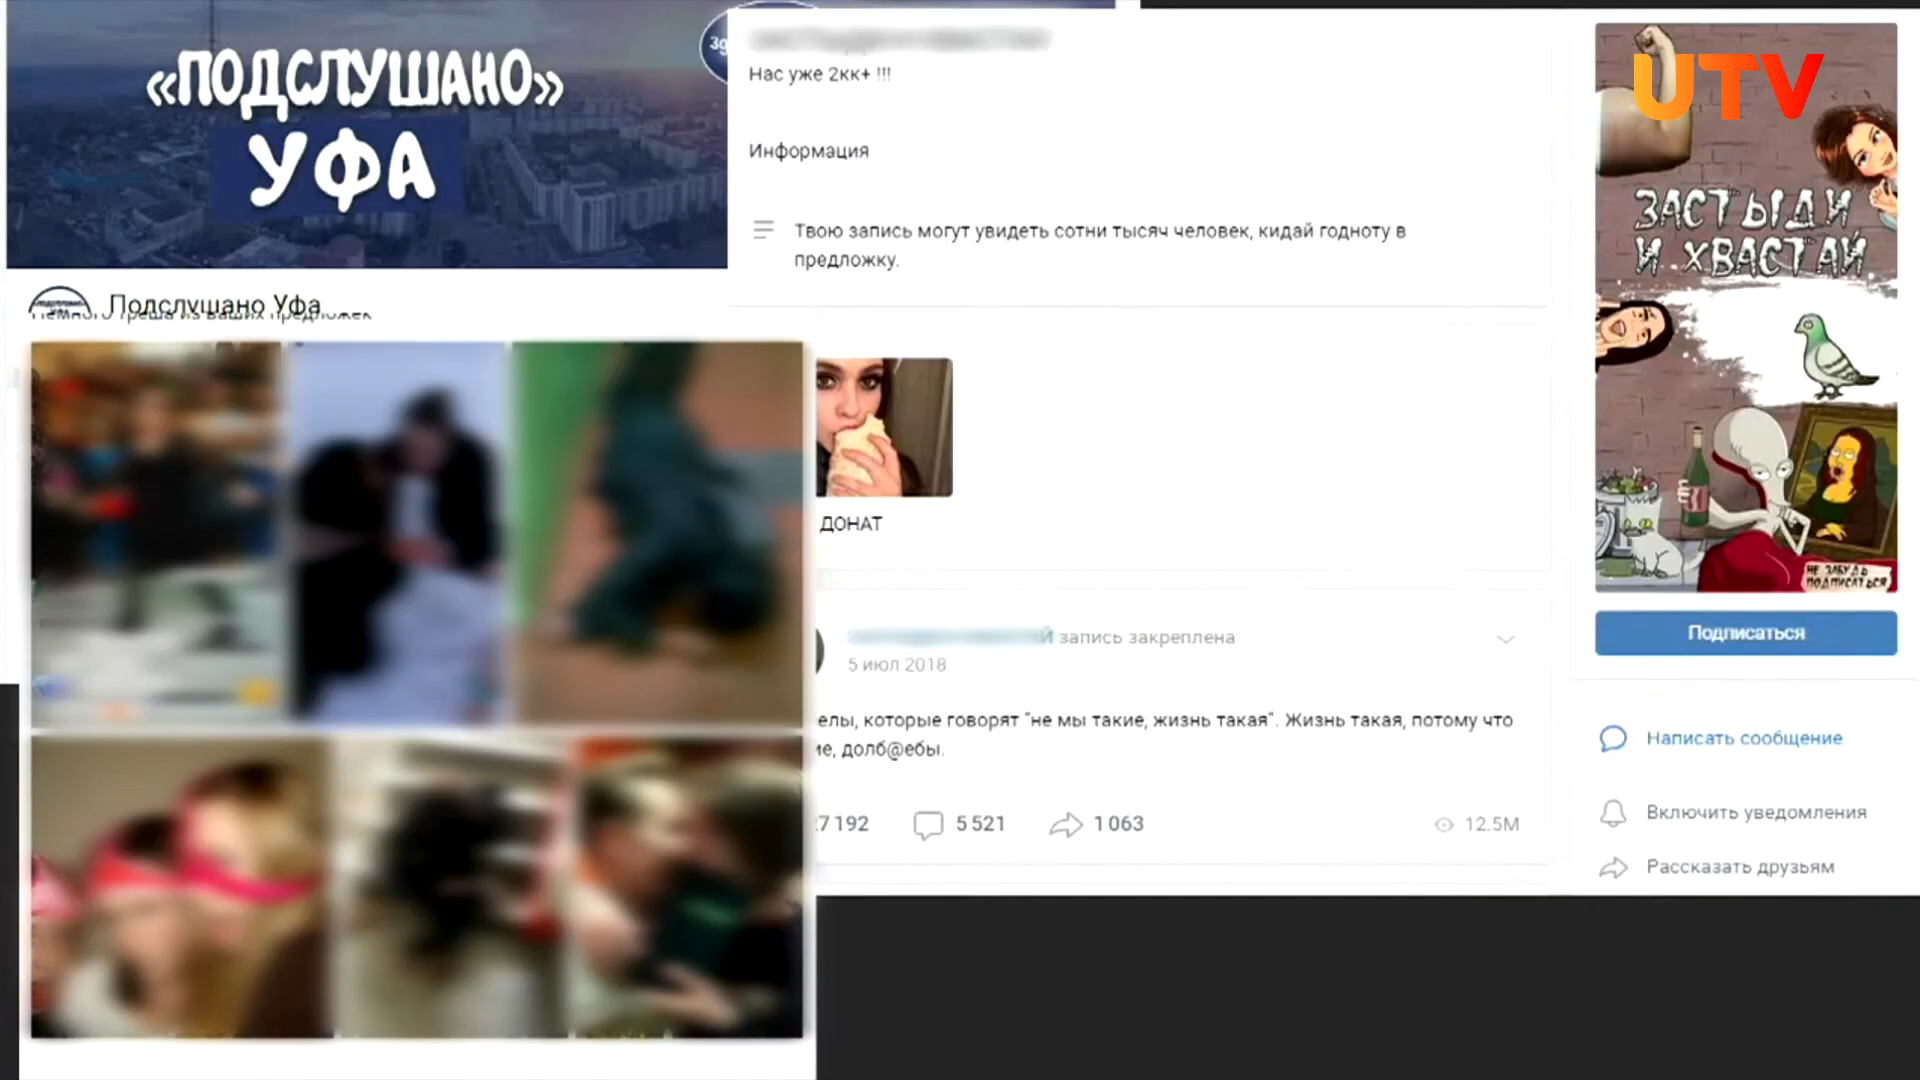 «ПОДСЛУШАНО»
УФА
Подслушано Уфа
Нас уже 2кк+ !!!
Информация
Твою запись могут увидеть сотни тысяч человек, кидай годноту в
предложку.
ДОНАТ
запись закреплена
5 июл 2018
которые говорят "не мы такие, жизнь такая". Жизнь такая, потому что
долб@ебы.
7 192
5 521
1 063
12.5M
UTV
ЗАСТЫДИ
И ХВАСТАЙ
НЕ ЗАБУДЬ
ПОДПИСАТЬСЯ
Подписаться
Написать сообщение
Включить уведомления
Рассказать друзьям